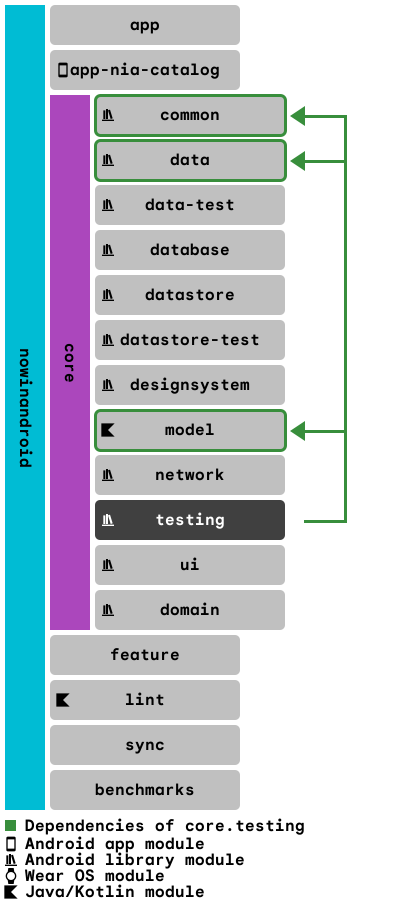 app
app-nia-catalog
common
data
data-test
database
datastore
datastore-test
designsystem
model
network
testing
ui
domain
core
nowinandroid
feature
lint
sync
benchmarks
Dependencies of core.testing
Android app module
Android library module
Wear OS module
Java/Kotlin module